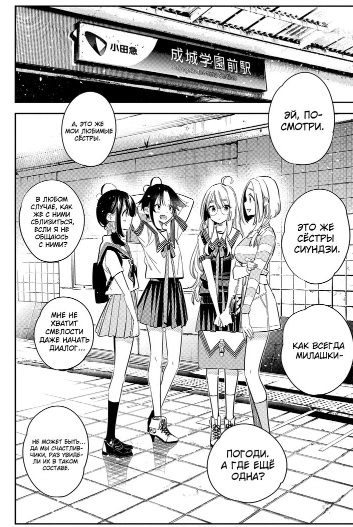 小田急
成城学園前駅
ЭЙ, ПО-
СМОТРИ.
А, ЭТО ЖЕ
МОИ ЛЮБИМЫЕ
СЁСТРЫ.
ЭТО ЖЕ
СЁСТРЫ
СИУНДЗИ.
В ЛЮБОМ
СЛУЧАЕ, КАК
ЖЕ С НИМИ
СБЛИЗИТЬСЯ,
ЕСЛИ Я НЕ
ОБЩАЮСЬ
С НИМИ?
КАК ВСЕГДА
МИЛАШКИ~
МНЕ НЕ
ХВАТИТ
СМЕЛОСТИ
ДАЖЕ НАЧАТЬ
ДИАЛОГ...
ПОГОДИ.
А ГДЕ ЕЩЁ
ОДНА?
НЕ МОЖЕТ БЫТЬ...
ДА МЫ СЧАСТЛИВ-
ЧИКИ, РАЗ УВИДЕ-
ЛИ ИХ В ТАКОМ
СОСТАВЕ.